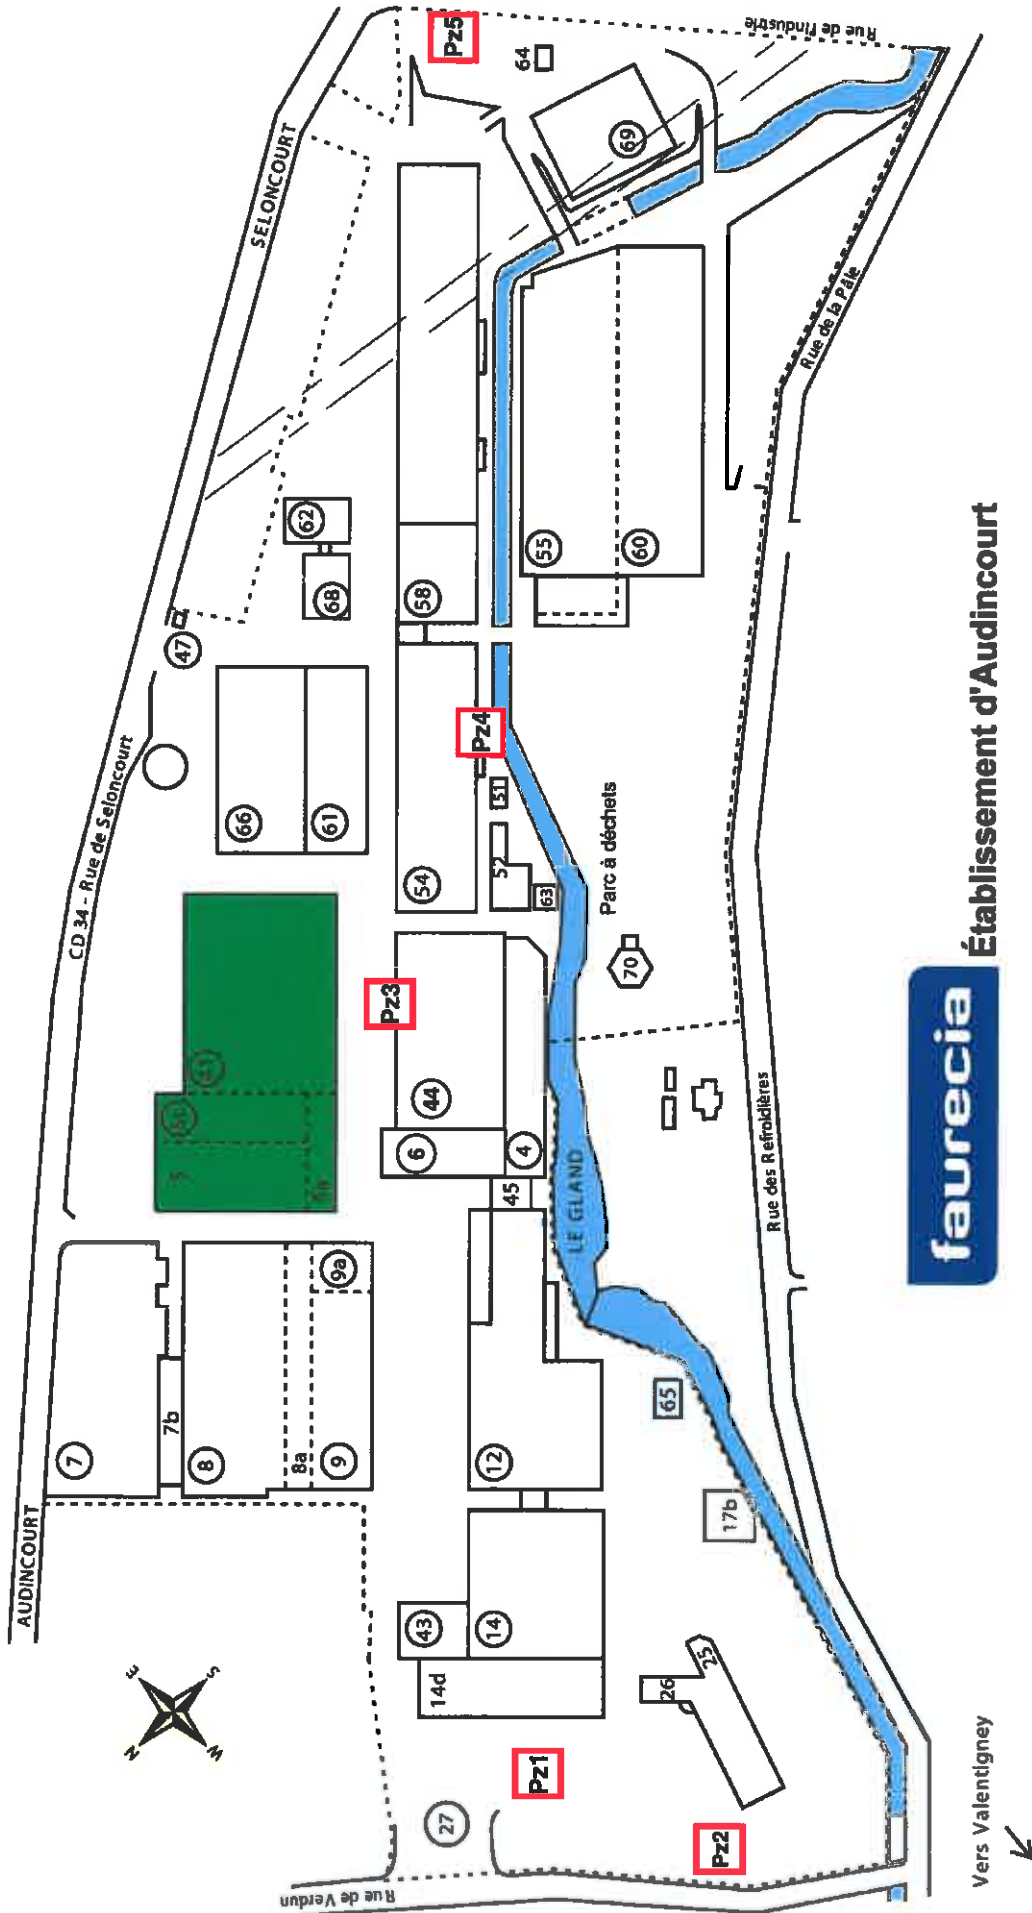 AUDINCOURT
CD 34 - Rue de Seloncourt
SELONCOURT
Rue de l'Industrie
Rue de la Pâle
Rue des Refroidières
Rue de Verdun
Vers Valentigney
N
E
S
W
7
7b
8
8a
9
9a
5
66
61
47
68
62
6
44
4
45
54
58
51
52
63
55
60
64
69
70
Parc à déchets
LE GLAND
12
14
14d
43
27
65
17b
26
25
Pz1
Pz2
Pz3
Pz4
Pz5
faurecia
Établissement d'Audincourt